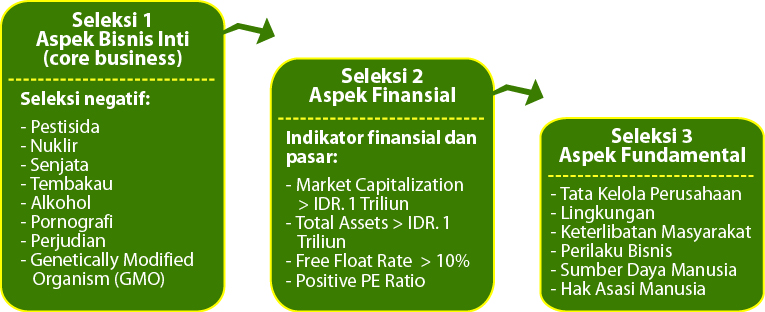 Seleksi 1
Aspek Bisnis Inti
(core business)
Seleksi negatif:
- Pestisida
- Nuklir
- Senjata
- Tembakau
- Alkohol
- Pornografi
- Perjudian
- Genetically Modified
Organism (GMO)
Seleksi 2
Aspek Finansial
Indikator finansial dan
pasar:
- Market Capitalization
> IDR. 1 Triliun
- Total Assets > IDR. 1
Triliun
- Free Float Rate > 10%
- Positive PE Ratio
Seleksi 3
Aspek Fundamental
- Tata Kelola Perusahaan
- Lingkungan
- Keterlibatan Masyarakat
- Perilaku Bisnis
- Sumber Daya Manusia
- Hak Asasi Manusia